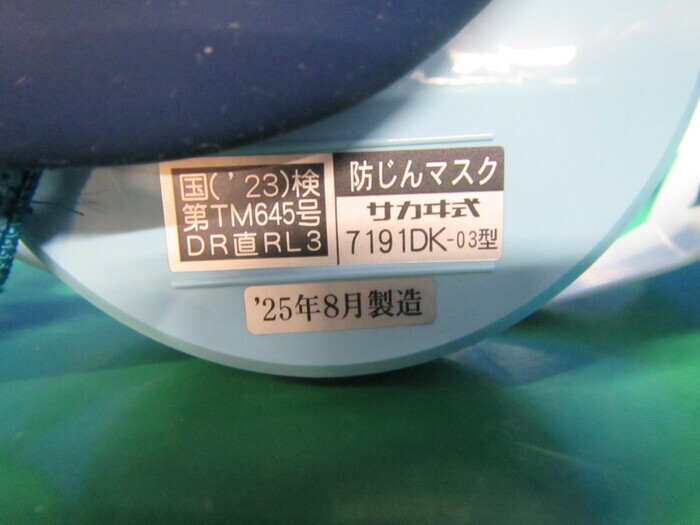 国('23)検
第TM645号
DR直RL3
防じんマスク
サカヰ式
7191DK-03型
'25年8月製造